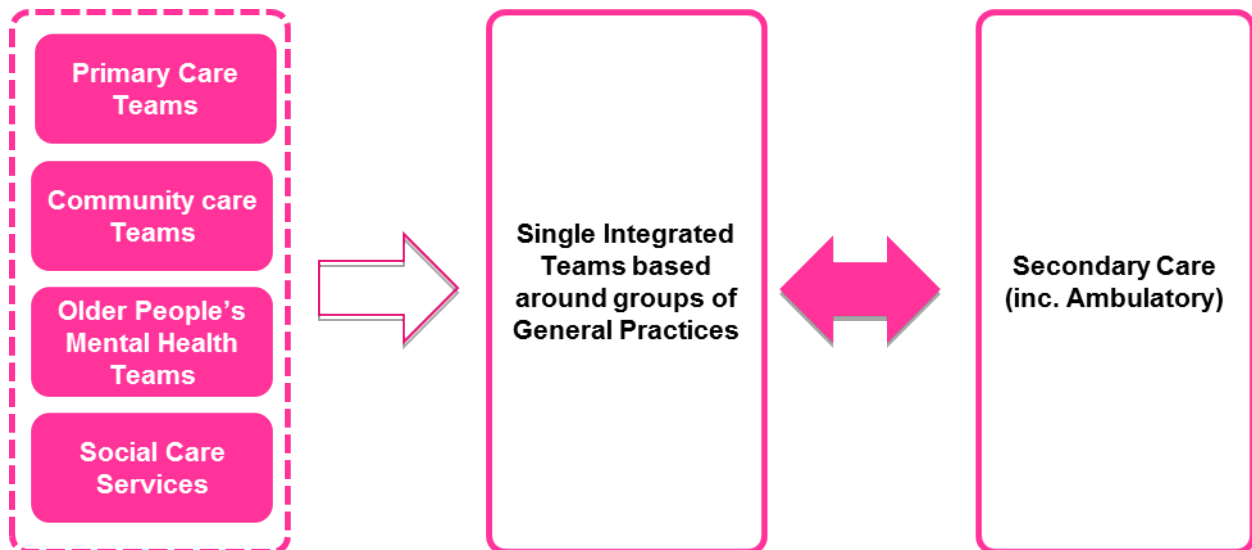 Primary Care
Teams
Community care
Teams
Older People’s
Mental Health
Teams
Social Care
Services
Single Integrated
Teams based
around groups of
General Practices
Secondary Care
(inc. Ambulatory)